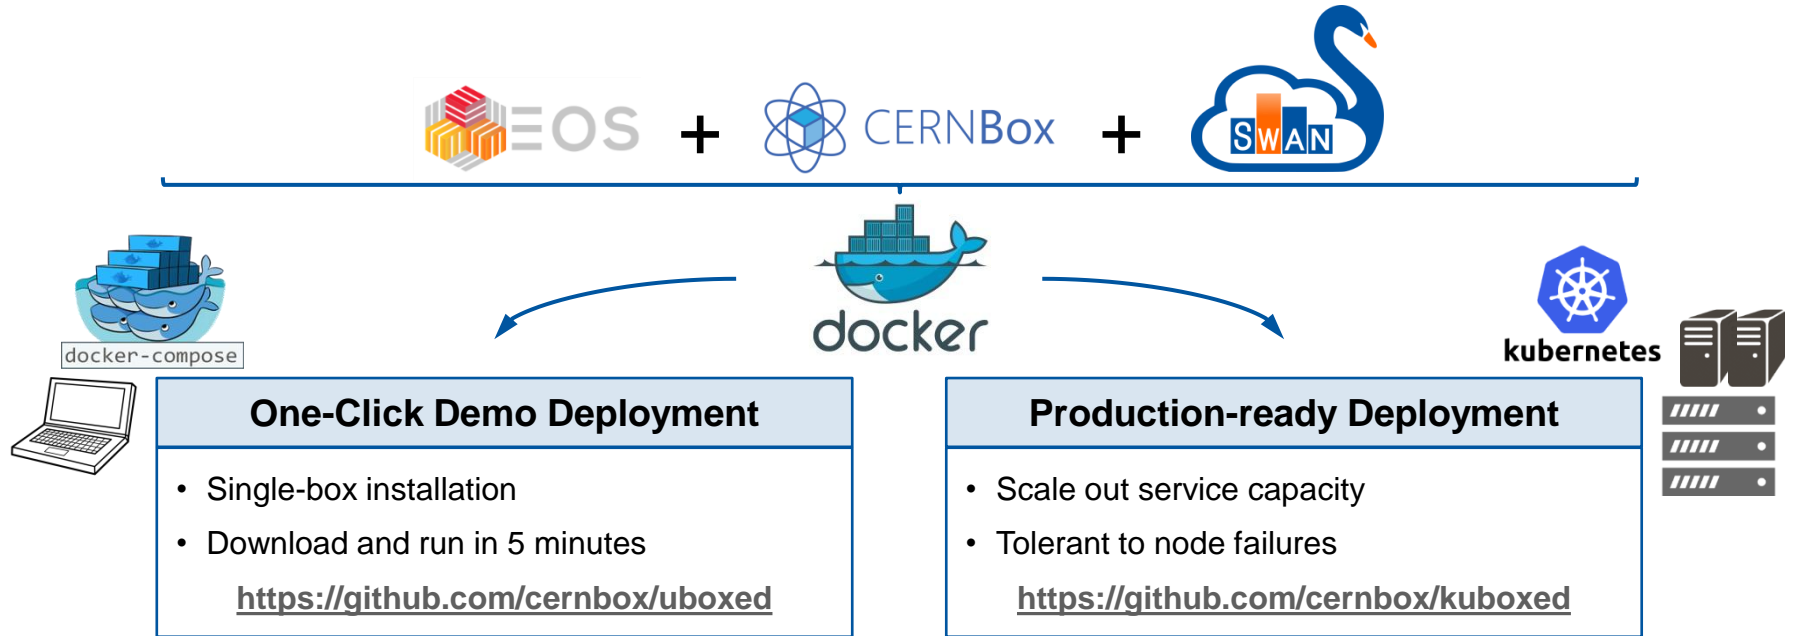 EOS + CERNBox + SWAN
docker
docker-compose
kubernetes
One-Click Demo Deployment
• Single-box installation
• Download and run in 5 minutes
https://github.com/cernbox/uboxed
Production-ready Deployment
• Scale out service capacity
• Tolerant to node failures
https://github.com/cernbox/kuboxed